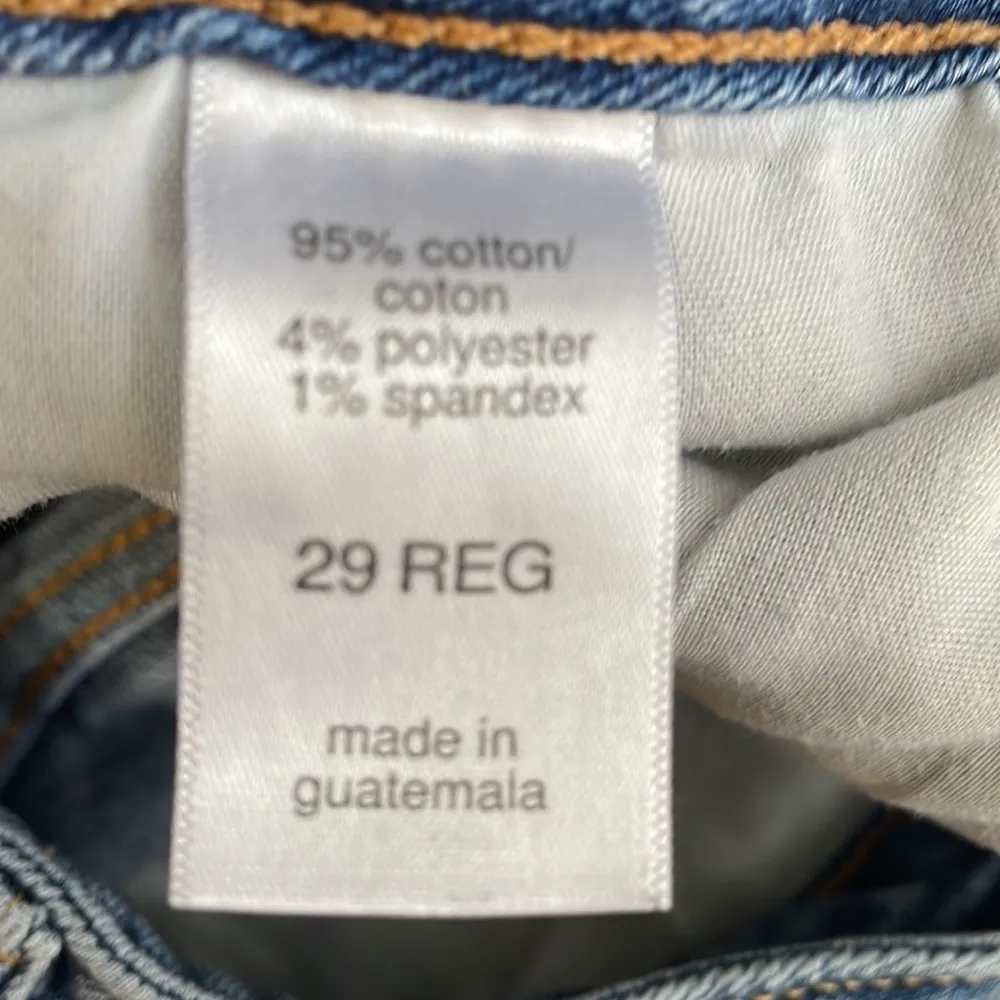 95% cotton/
coton
4% polyester
1% spandex
29 REG
made in
guatemala